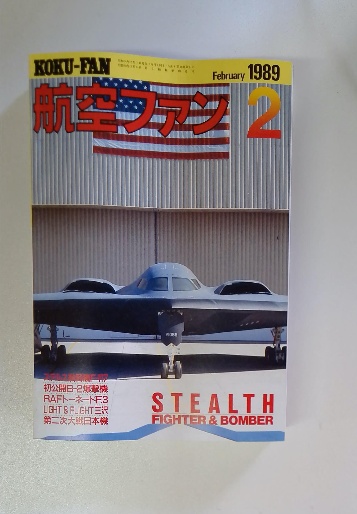 KOKU-FAN
February 1989
航空ファン 2
初公開B-2爆撃機
RAFトーネードF.3
LIGHT & FLIGHT三沢
第二次大戦日本機
STEALTH
FIGHTER & BOMBER